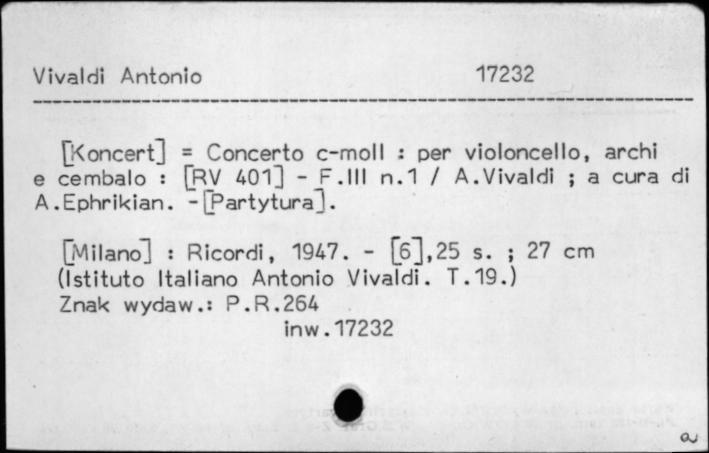 Vivaldi Antonio 17232
[Koncert] = Concerto c-moll : per violoncello, archi
e cembalo : [RV 401] - F.III n.1 / A.Vivaldi ; a cura di
A.Ephrikian. -[Partytura].
[Milano] : Ricordi, 1947. - [6],25 s. ; 27 cm
(Istituto Italiano Antonio Vivaldi. T.19.)
Znak wydaw.: P.R.264
inw.17232